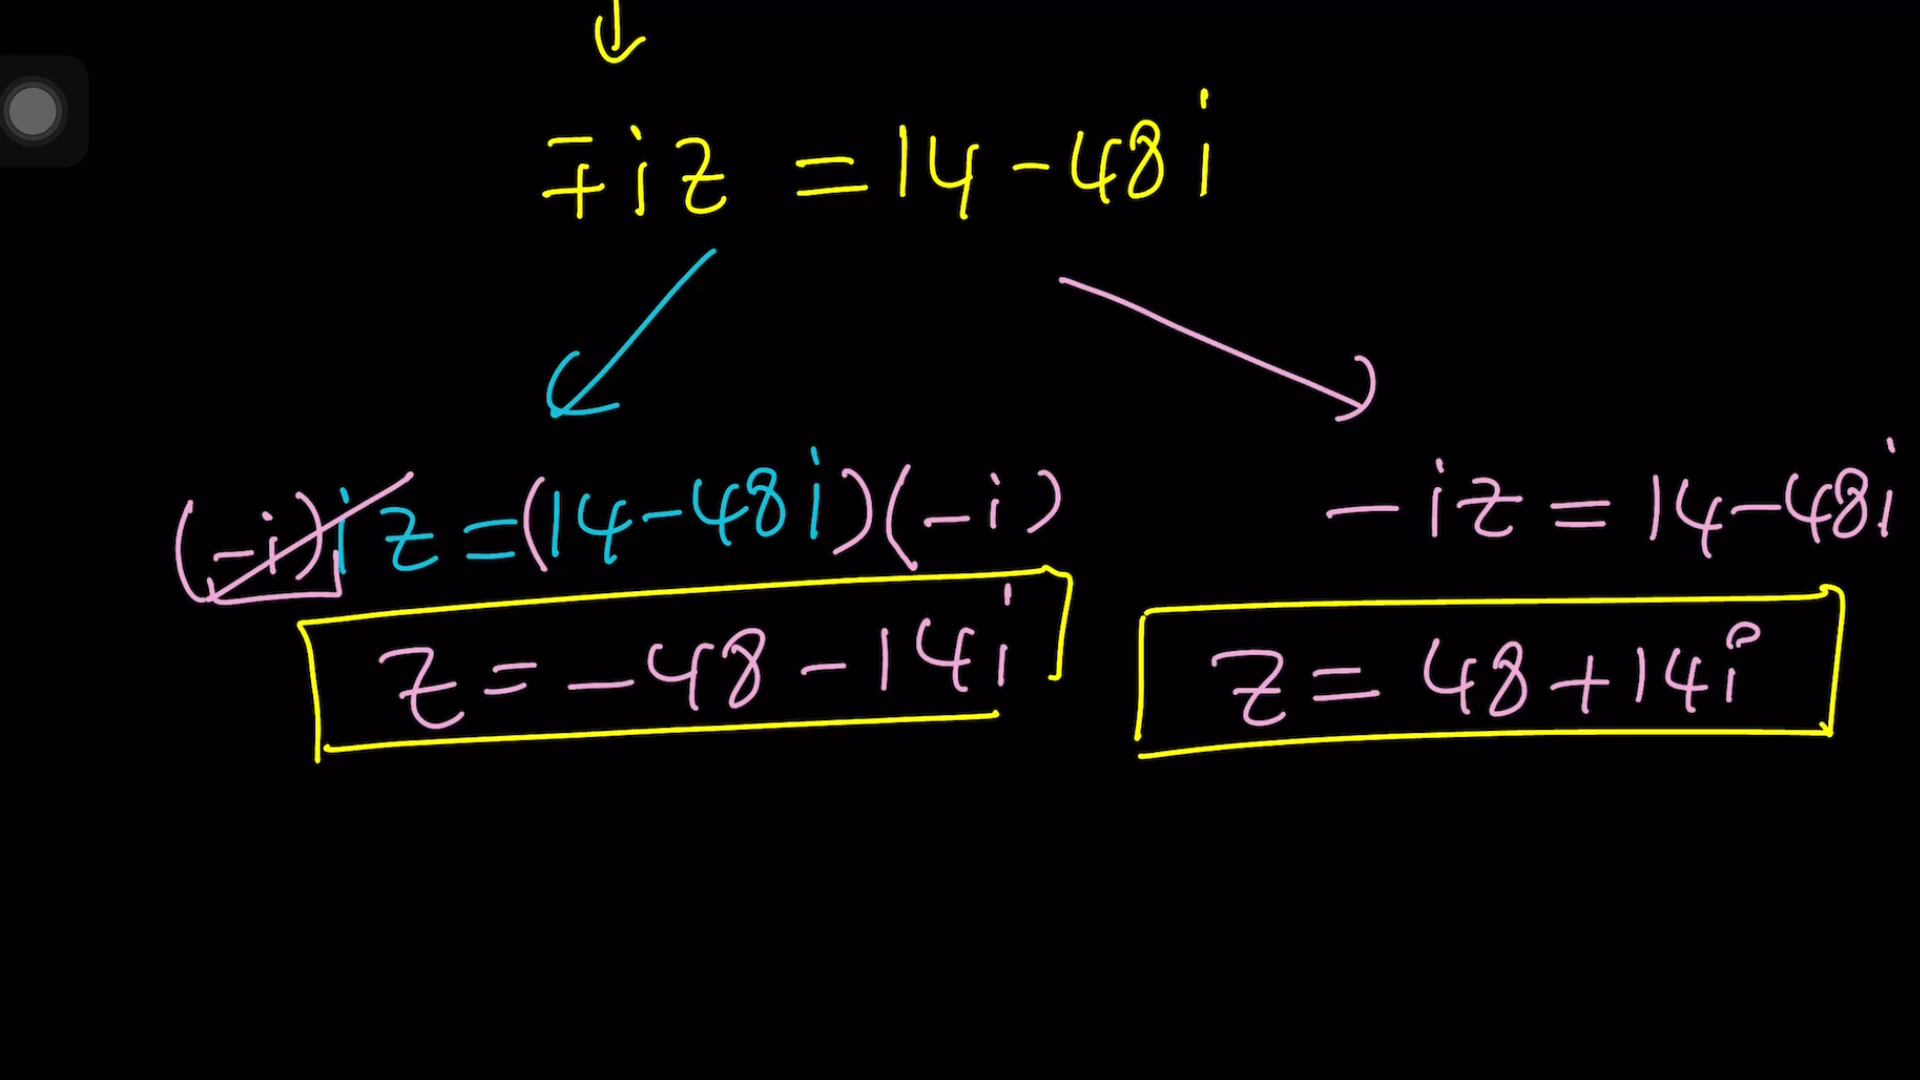 ∓iz = 14 - 48i
(-i)iz = (14 - 48i)(-i)
-iz = 14 - 48i
z = -48 - 14i
z = 48 + 14i